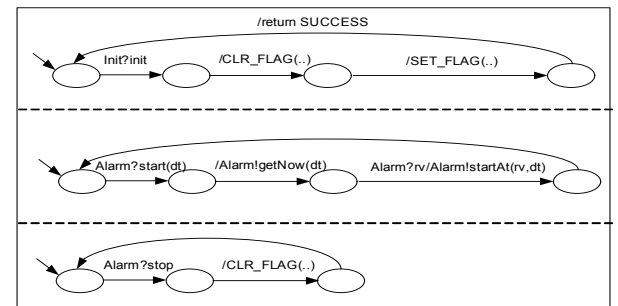 /return SUCCESS
Init?init
/CLR_FLAG(..)
/SET_FLAG(..)
Alarm?start(dt)
/Alarm!getNow(dt)
Alarm?rv/Alarm!startAt(rv,dt)
Alarm?stop
/CLR_FLAG(..)